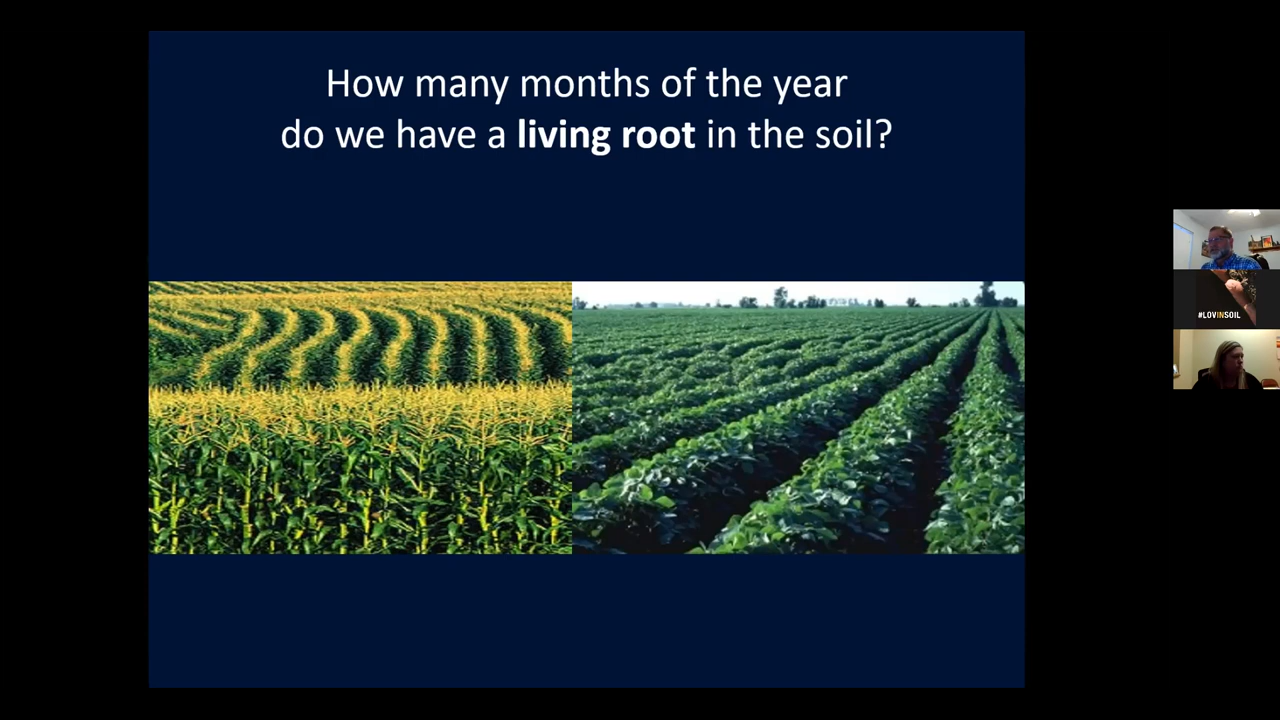 How many months of the year
do we have a living root in the soil?
#LOVINSOIL